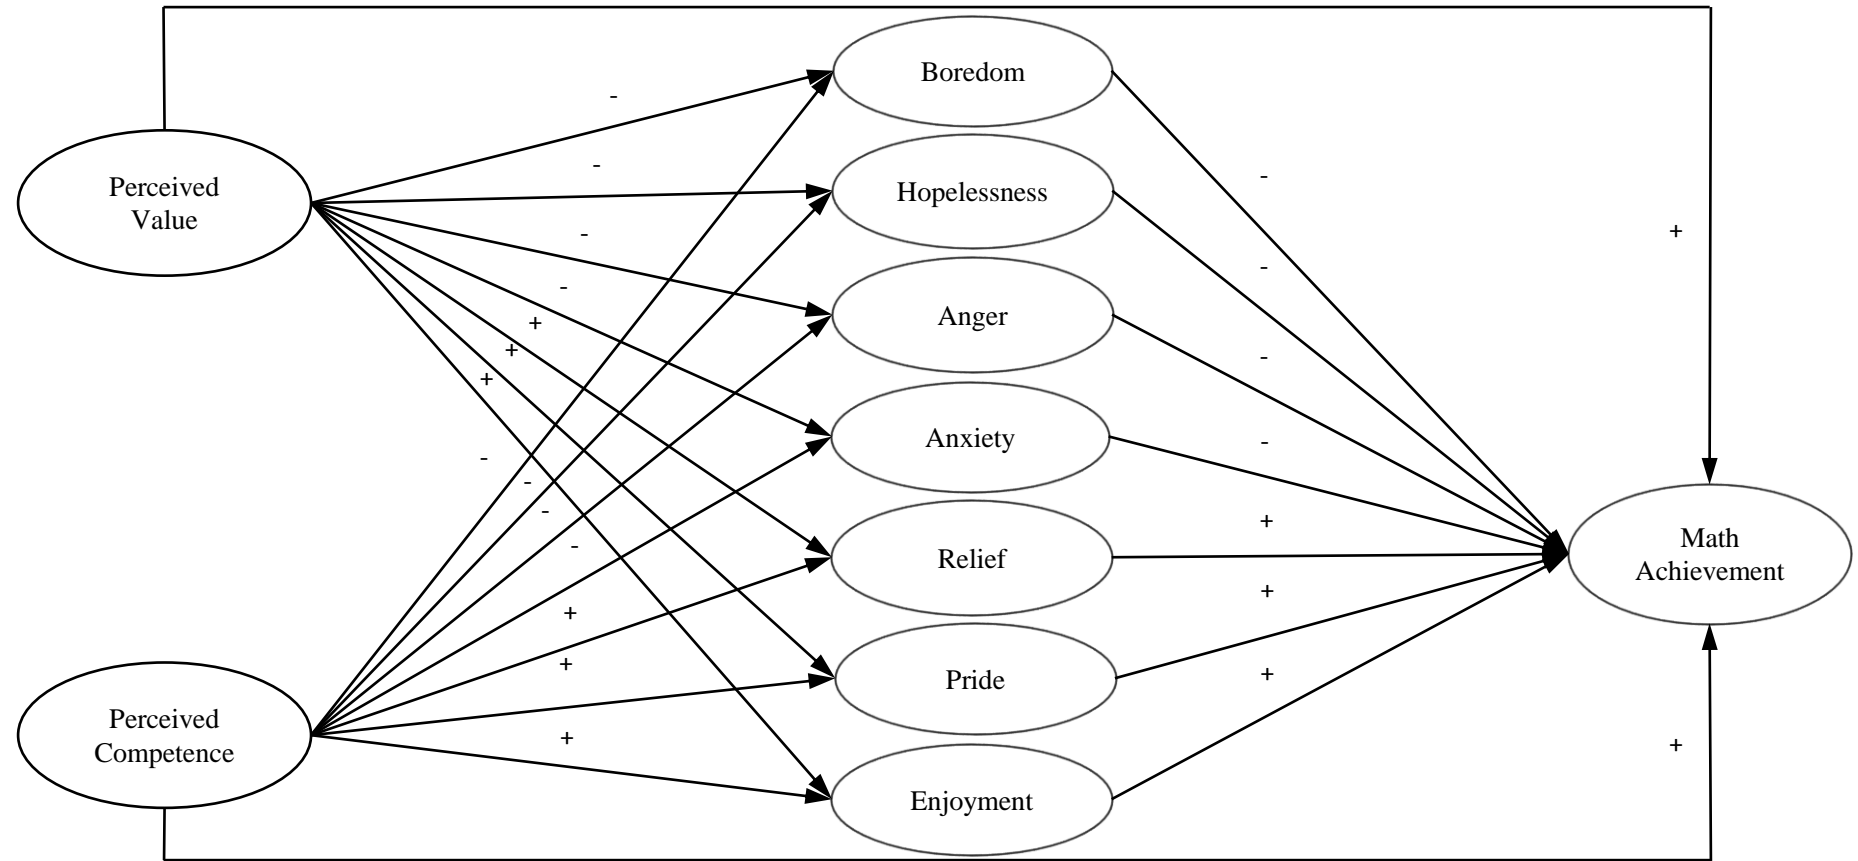 Boredom
-
-
Hopelessness
-
Perceived
Value
-
-
+
-
Anger
-
+
+
-
+
Anxiety
-
-
-
-
+
-
Relief
Math
Achievement
+
+
+
Pride
+
Perceived
Competence
+
+
Enjoyment